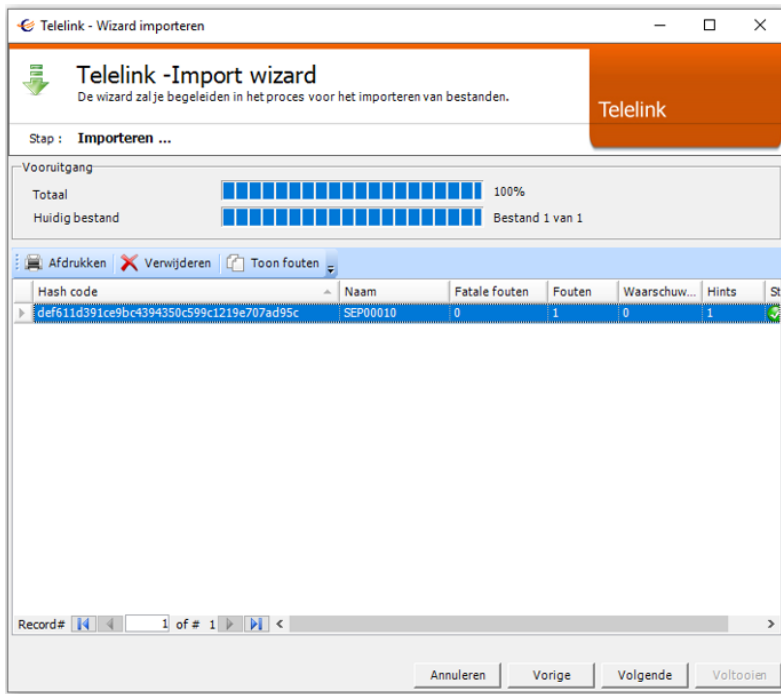 Telelink - Wizard importeren
Telelink -Import wizard
De wizard zal je begeleiden in het proces voor het importeren van bestanden.
Telelink
Stap : Importeren ...
Vooruitgang
Totaal 100%
Huidig bestand Bestand 1 van 1
Afdrukken Verwijderen Toon fouten
Hash code Naam Fatale fouten Fouten Waarschuw... Hints St
def611d391ce9bc4394350c599c1219e707ad95c SEP00010 0 1 0 1
Record# 1 of # 1
Annuleren Vorige Volgende Voltooien